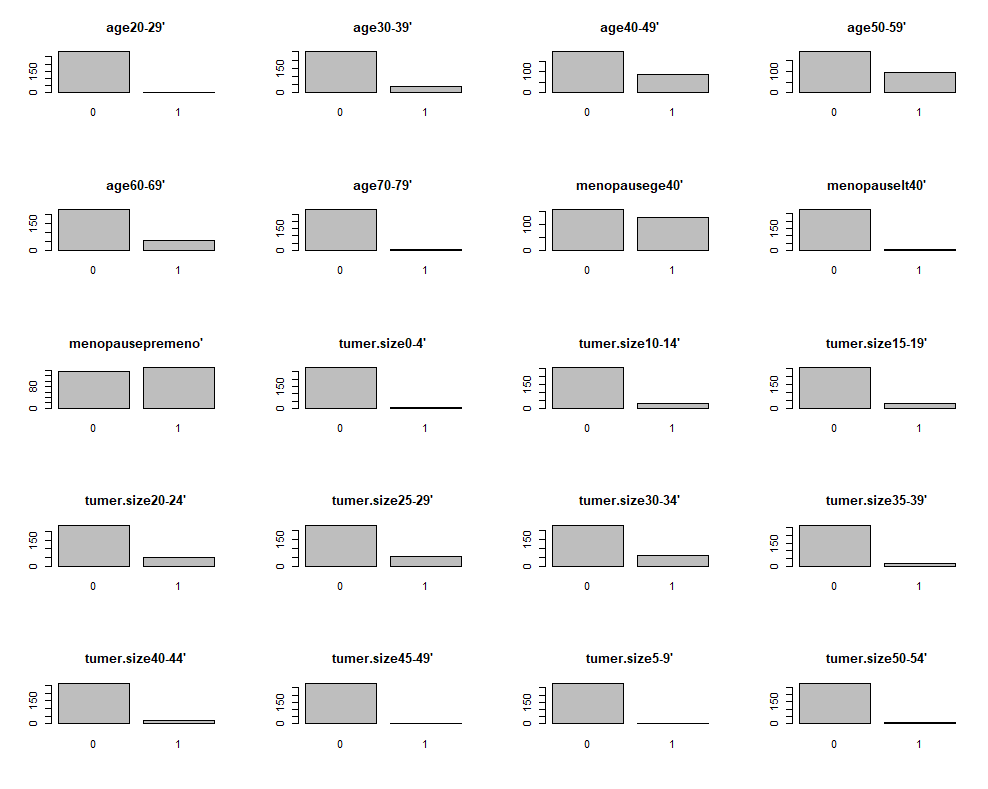 age20-29' age30-39' age40-49' age50-59'
150 0 150 0 100 0 100 0
0 1 0 1 0 1 0 1
age60-69' age70-79' menopausege40' menopauselt40'
150 0 150 0 100 0 150 0
0 1 0 1 0 1 0 1
menopausepremeno' tumer.size0-4' tumer.size10-14' tumer.size15-19'
80 0 150 0 150 0 150 0
0 1 0 1 0 1 0 1
tumer.size20-24' tumer.size25-29' tumer.size30-34' tumer.size35-39'
150 0 150 0 150 0 150 0
0 1 0 1 0 1 0 1
tumer.size40-44' tumer.size45-49' tumer.size5-9' tumer.size50-54'
150 0 150 0 150 0 150 0
0 1 0 1 0 1 0 1